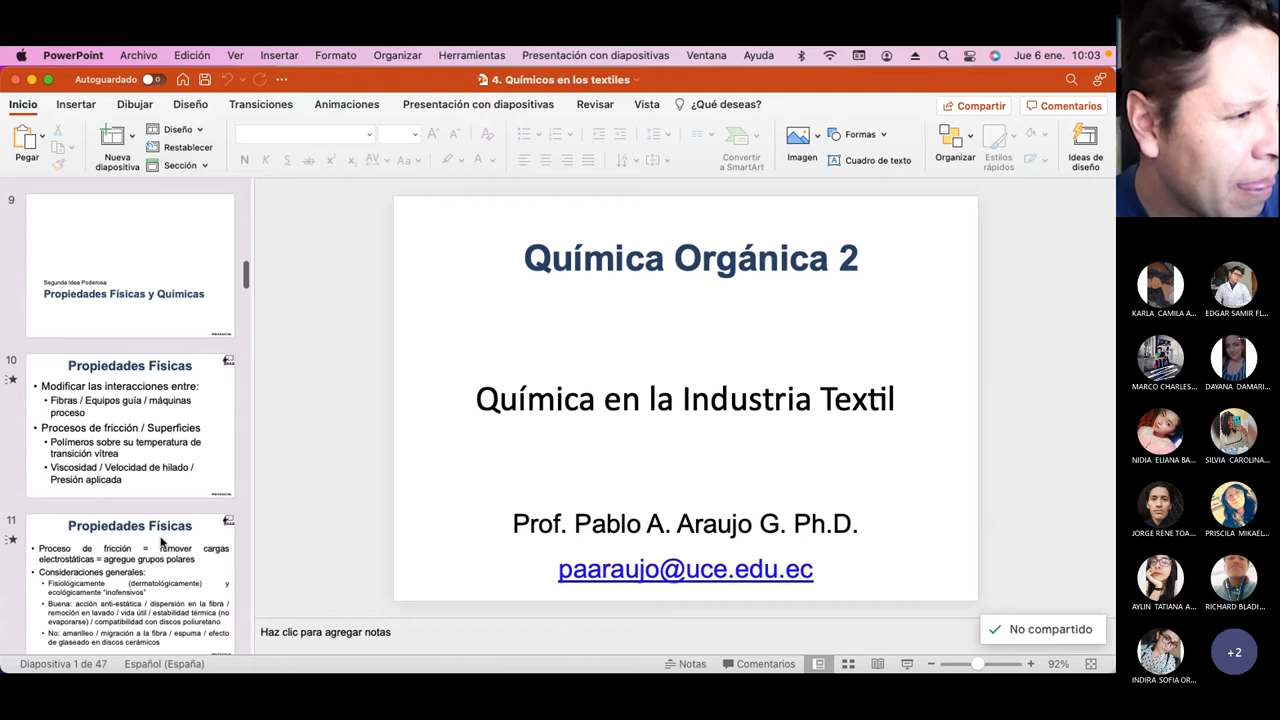 PowerPoint Archivo Edición Ver Insertar Formato Organizar Herramientas Presentación con diapositivas Ventana Ayuda Jue 6 ene. 10:03
Autoguardado 4. Químicos en los textiles
Inicio Insertar Dibujar Diseño Transiciones Animaciones Presentación con diapositivas Revisar Vista ¿Qué deseas? Compartir Comentarios
Pegar
Nueva
diapositiva
Diseño
Restablecer
Sección
Convertir
a SmartArt
Imagen
Formas
Cuadro de texto
Organizar
Estilos
rápidos
Ideas de
diseño
9
Segunda Idea Poderosa
Propiedades Físicas y Químicas
10
Propiedades Físicas
• Modificar las interacciones entre:
• Fibras / Equipos guía / máquinas
proceso
• Procesos de fricción / Superficies
• Polímeros sobre su temperatura de
transición vítrea
• Viscosidad / Velocidad de hilado /
Presión aplicada
11
Propiedades Físicas
• Proceso de fricción = remover cargas
electrostáticas = agregue grupos polares
• Consideraciones generales:
• Fisiológicamente (dermatológicamente) y
ecológicamente "inofensivos"
• Buena: acción anti-estática / dispersión en la fibra /
remoción en lavado / vida útil / estabilidad térmica (no
evaporarse) / compatibilidad con discos poliuretano
• No: amarilleo / migración a la fibra / espuma / efecto
de glaseado en discos cerámicos
Química Orgánica 2
Química en la Industria Textil
Prof. Pablo A. Araujo G. Ph.D.
paaraujo@uce.edu.ec
Haz clic para agregar notas
No compartido
Diapositiva 1 de 47 Español (España) Notas Comentarios 92%
KARLA CAMILA A... EDGAR SAMIR FL...
MARCO CHARLES... DAYANA DAMARI...
NIDIA ELIANA BA... SILVIA CAROLINA...
JORGE RENE TOA... PRISCILA MIKAEL...
AYLIN TATIANA A... RICHARD BLADI...
INDIRA SOFIA OR... +2